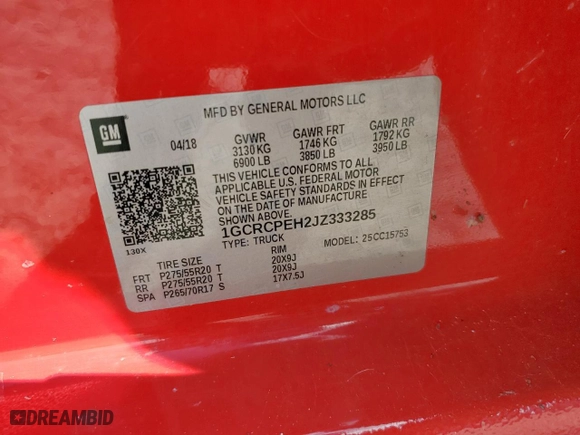 MFD BY GENERAL MOTORS LLC
GM
04/18 GVWR GAWR FRT GAWR RR
3130 KG 1746 KG 1792 KG
6900 LB 3850 LB 3950 LB
THIS VEHICLE CONFORMS TO ALL
APPLICABLE U.S. FEDERAL MOTOR
VEHICLE SAFETY STANDARDS IN EFFECT
ON THE DATE OF MANUFACTURE
SHOWN ABOVE.
1GCRCPEH2JZ333285
TYPE: TRUCK MODEL: 25CC15753
130X
TIRE SIZE RIM
FRT P275/55R20 T 20X9J
RR P275/55R20 T 20X9J
SPA P265/70R17 S 17X7.5J
DREAMBID